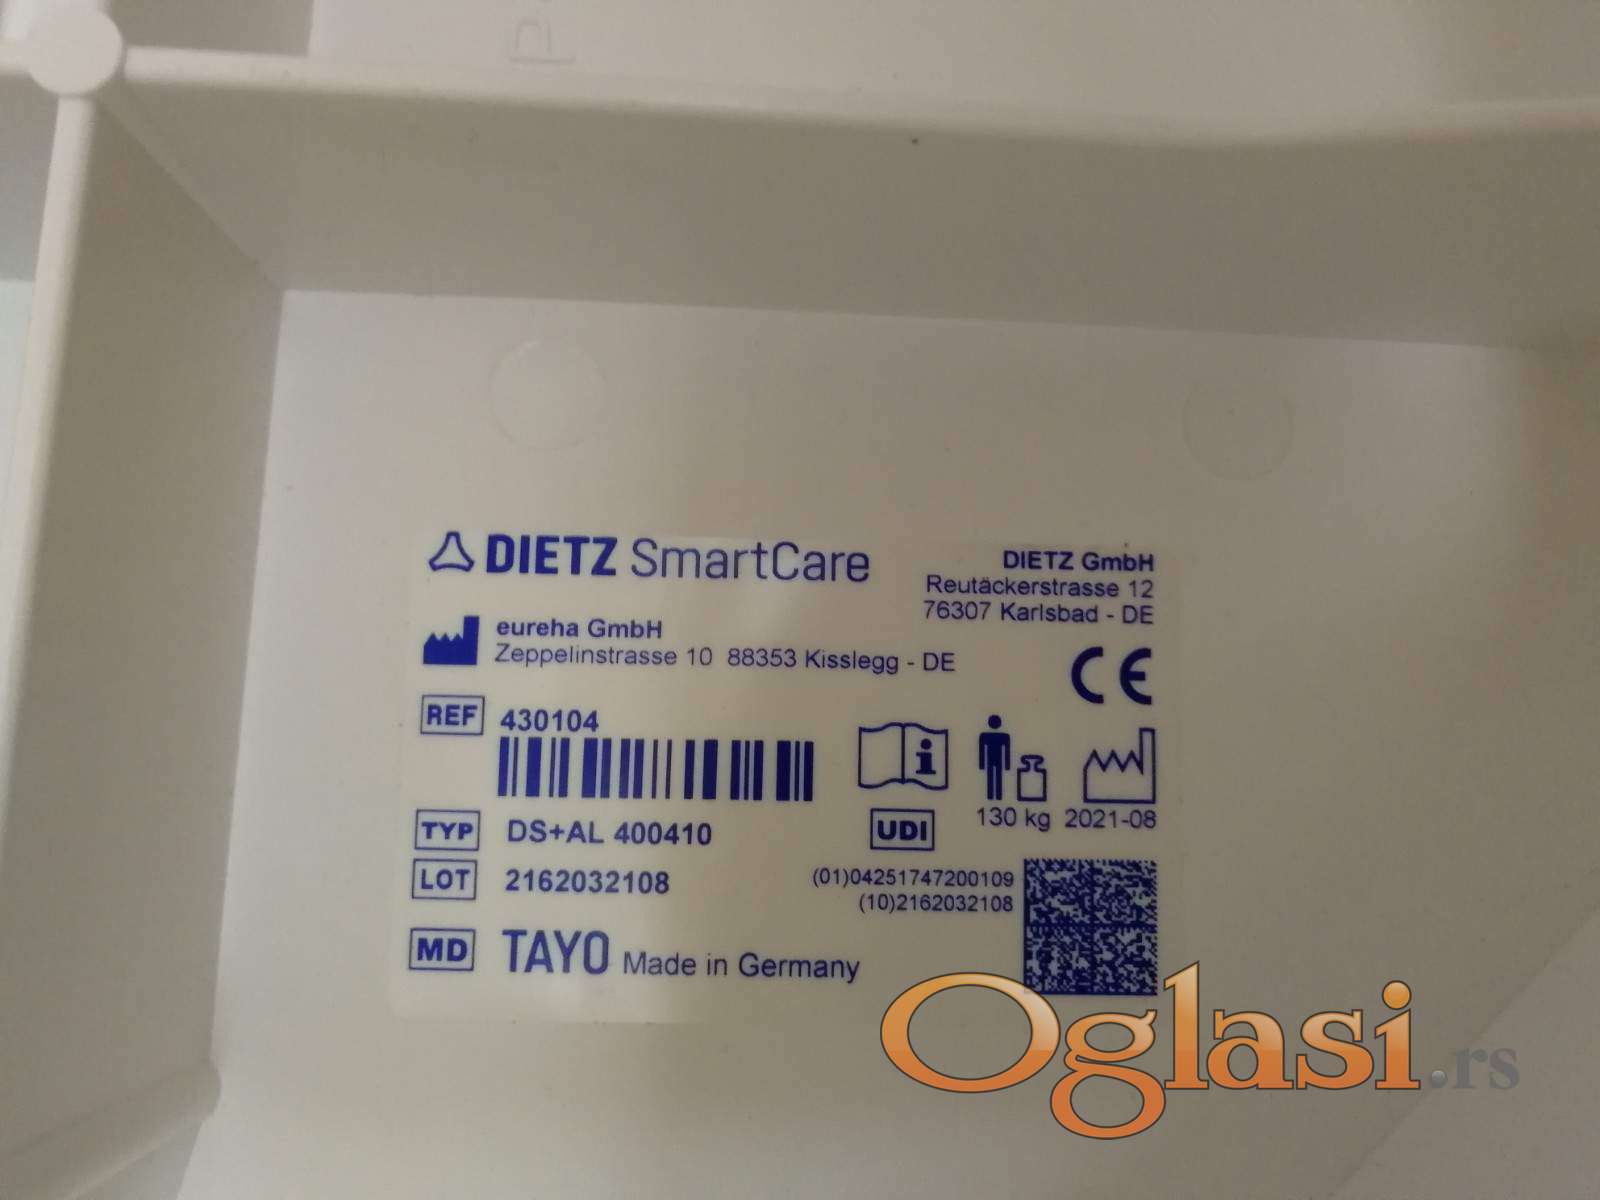 DIETZ SmartCare
DIETZ GmbH
Reutäckerstrasse 12
76307 Karlsbad - DE
eureha GmbH
Zeppelinstrasse 10 88353 Kisslegg - DE
CE
REF 430104
130 kg
2021-08
TYP DS+AL 400410
UDI
LOT 2162032108
(01)04251747200109
(10)2162032108
MD TAYO Made in Germany
Oglasi.rs